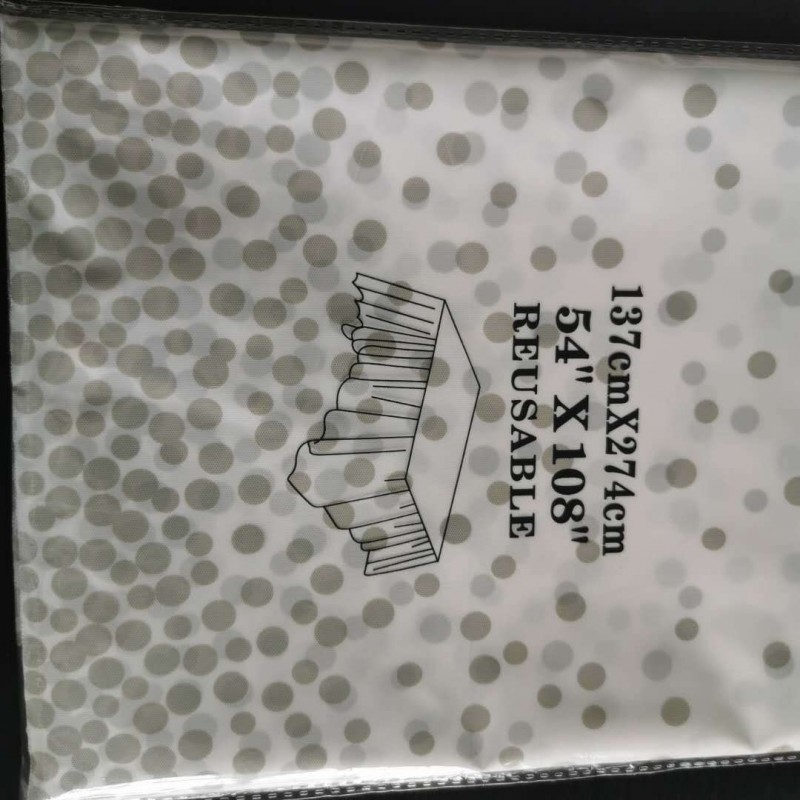 137cmX274cm
54" X 108"
REUSABLE